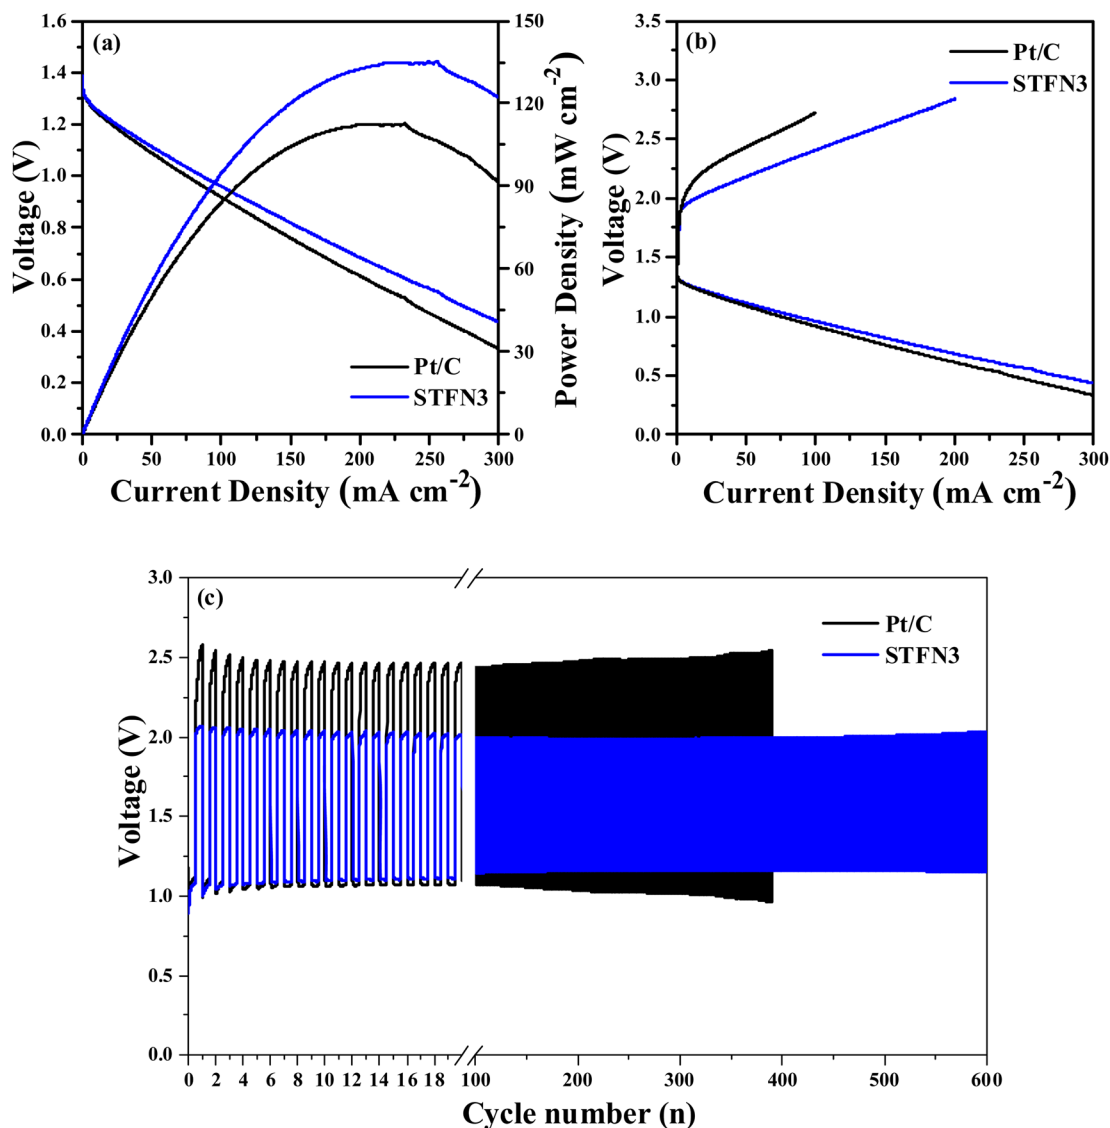 (a)
1.6
1.4
1.2
1.0
0.8
0.6
0.4
0.2
0.0
Voltage (V)
150
120
90
60
30
0
Power Density (mW cm-2)
Pt/C
STFN3
0 50 100 150 200 250 300
Current Density (mA cm-2)
(b)
3.5
3.0
2.5
2.0
1.5
1.0
0.5
0.0
Voltage (V)
Pt/C
STFN3
0 50 100 150 200 250 300
Current Density (mA cm-2)
(c)
3.0
2.5
2.0
1.5
1.0
0.5
0.0
Voltage (V)
Pt/C
STFN3
0 2 4 6 8 10 12 14 16 18 100 200 300 400 500 600
Cycle number (n)